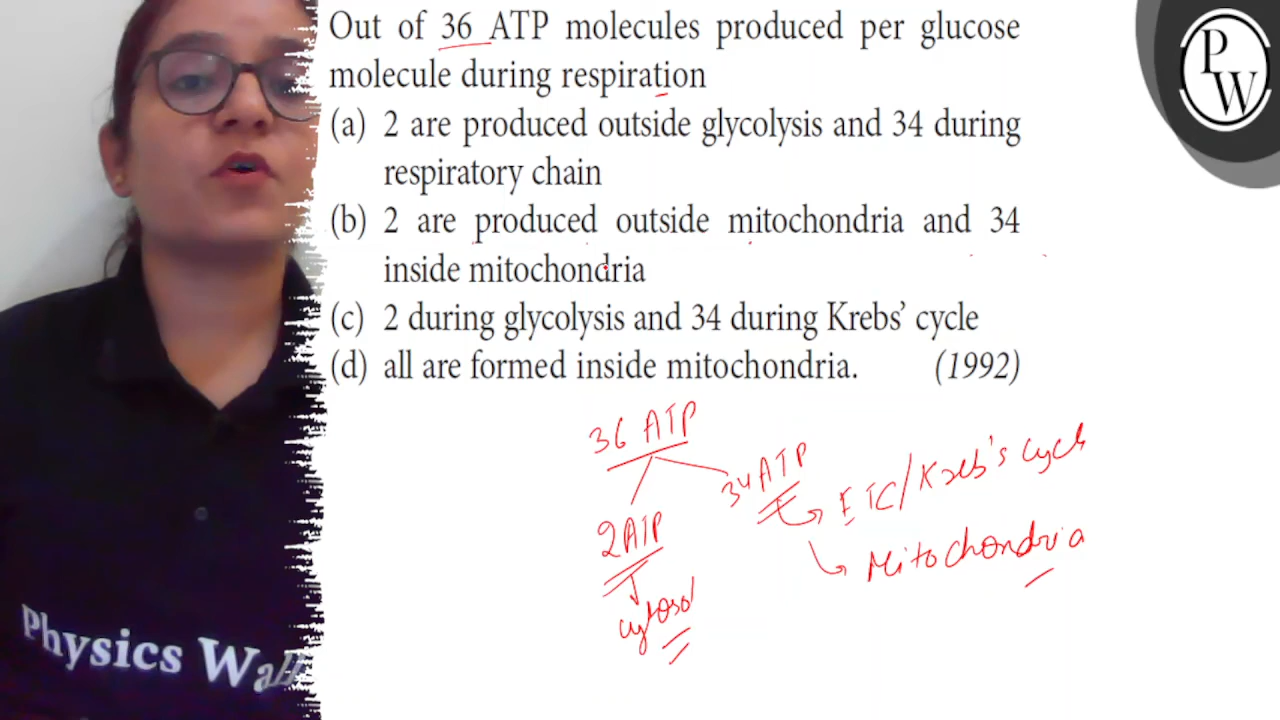 Out of 36 ATP molecules produced per glucose
molecule during respiration
(a) 2 are produced outside glycolysis and 34 during
respiratory chain
(b) 2 are produced outside mitochondria and 34
inside mitochondria
(c) 2 during glycolysis and 34 during Krebs' cycle
(d) all are formed inside mitochondria. (1992)
36 ATP
2ATP
cytosol
34ATP
ETC/Kreb's cycle
Mitochondria
PW
Physics Wall